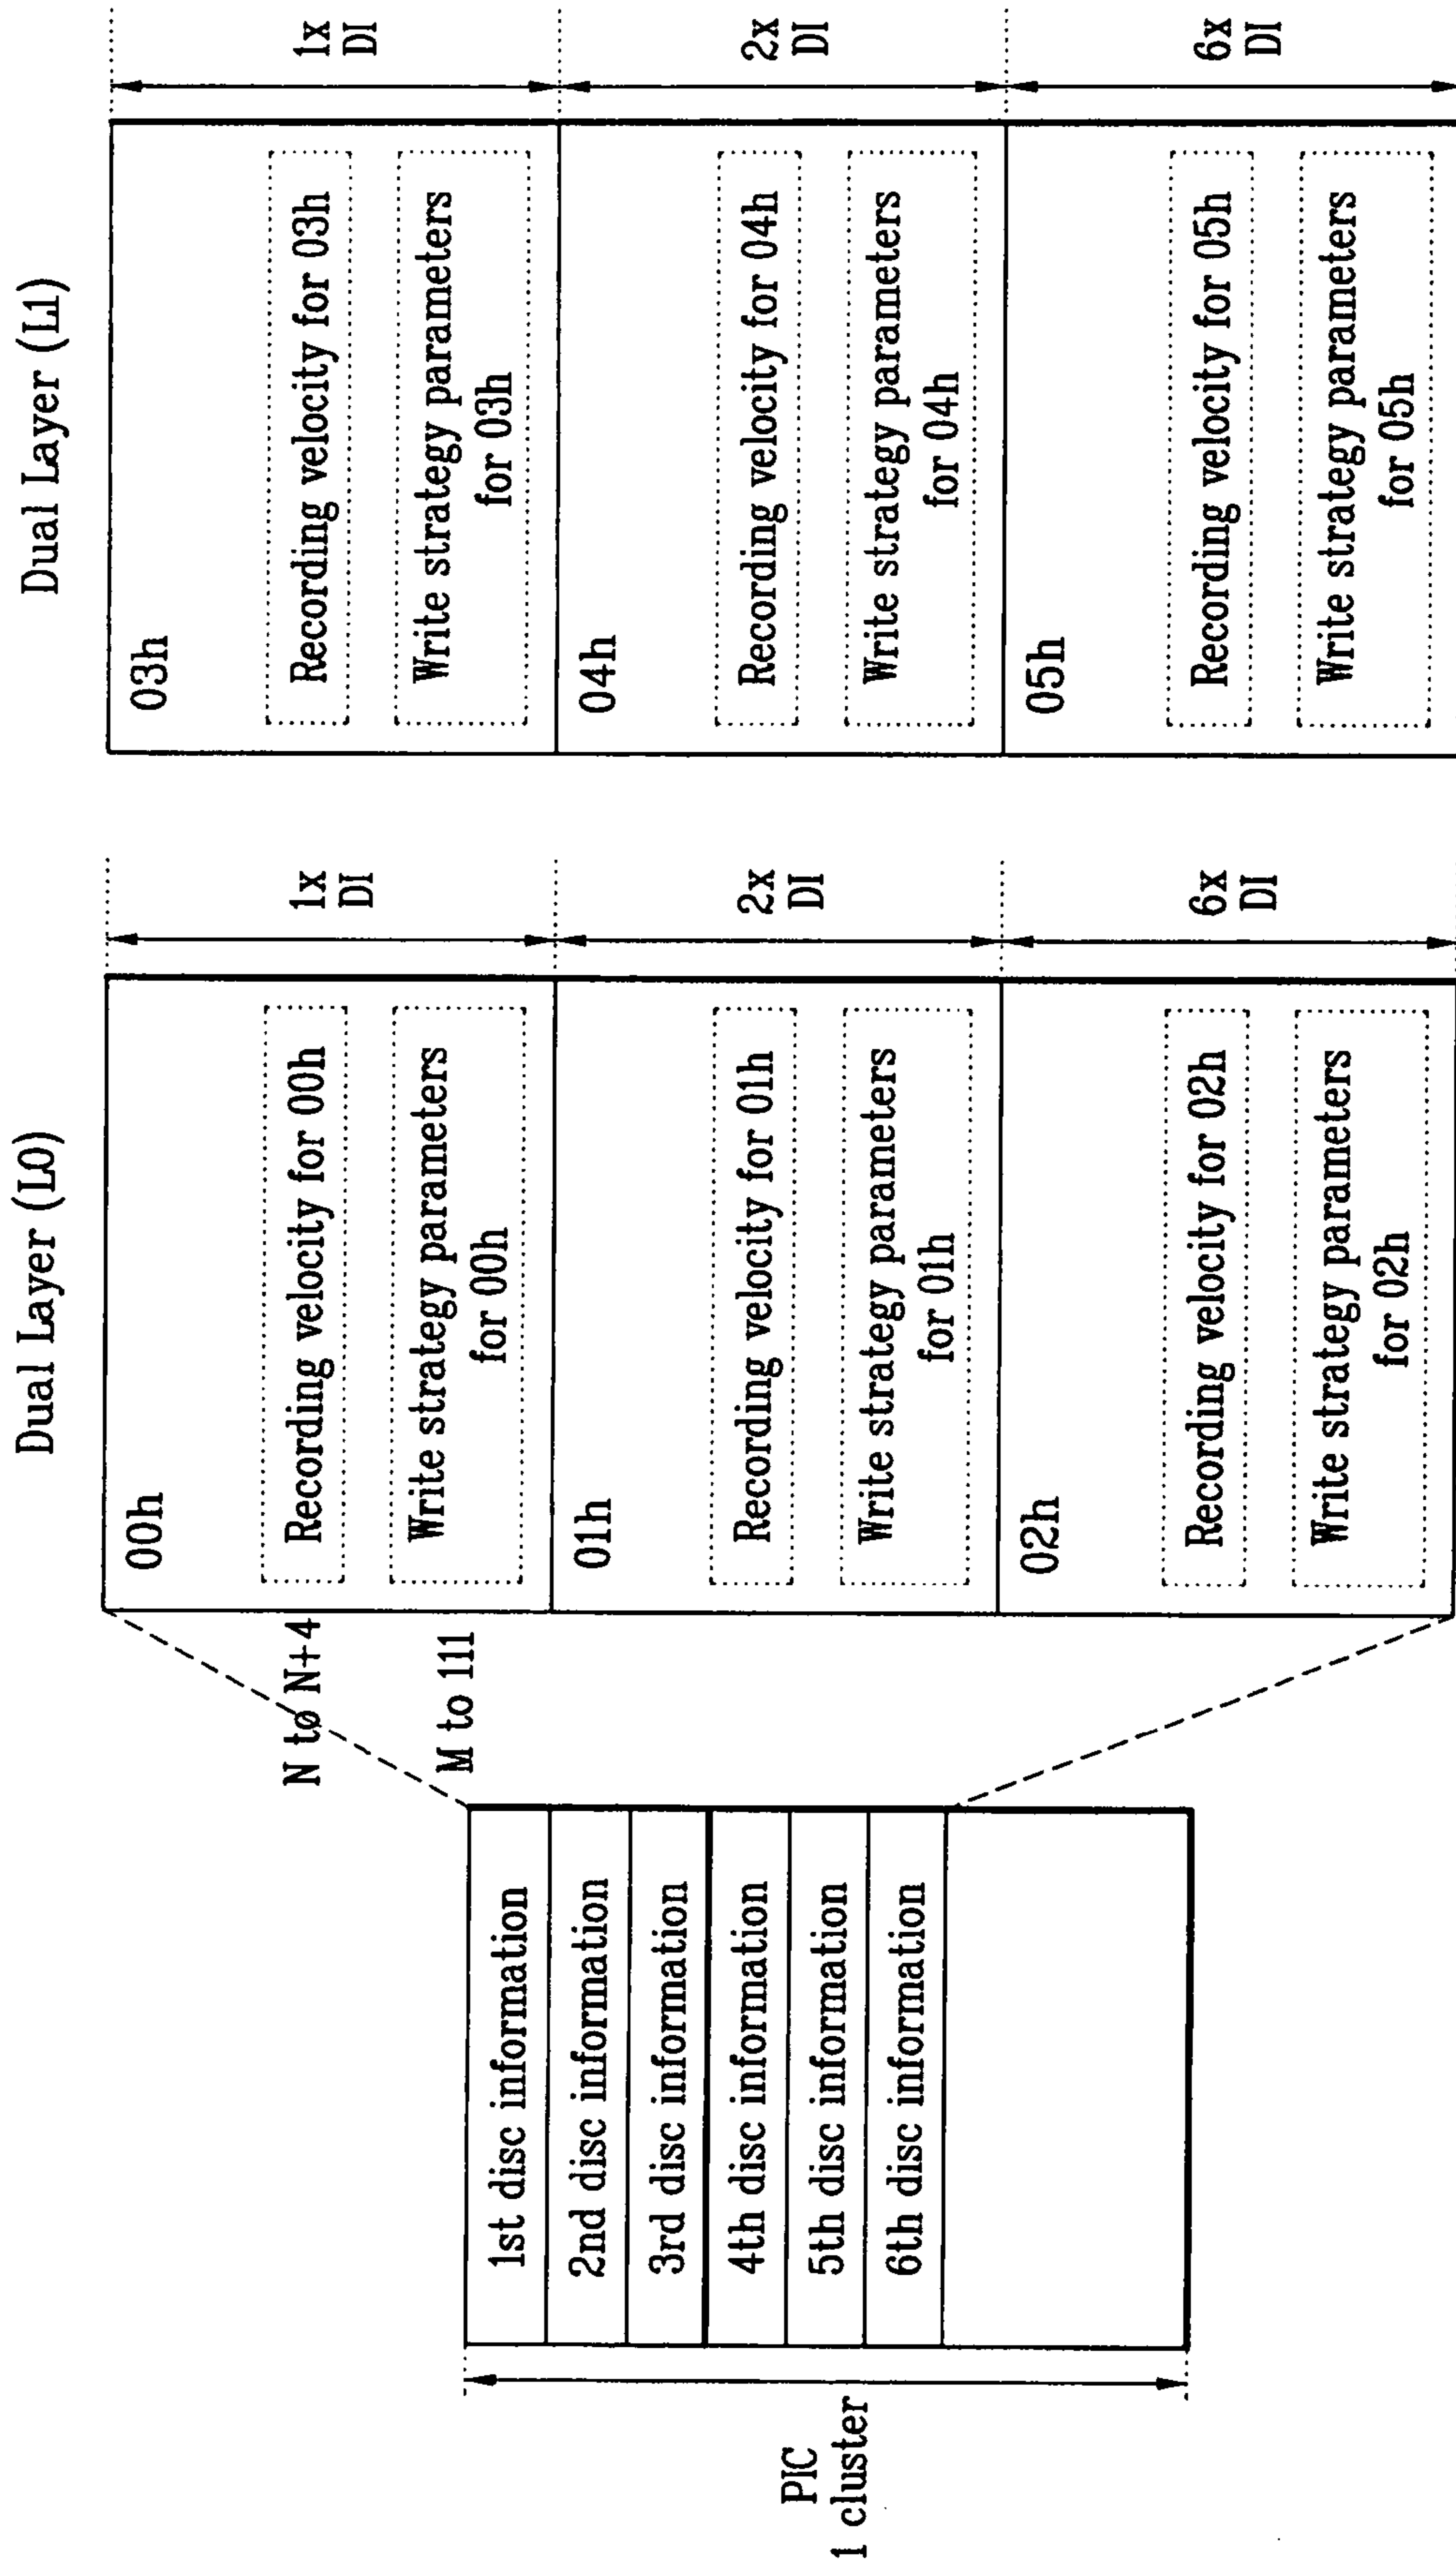 Dual Layer (L0)
Dual Layer (L1)
PIC
1 cluster
1st disc information
2nd disc information
3rd disc information
4th disc information
5th disc information
6th disc information
N to N+4
M to 111
00h
Recording velocity for 00h
Write strategy parameters
for 00h
1x
DI
01h
Recording velocity for 01h
Write strategy parameters
for 01h
2x
DI
02h
Recording velocity for 02h
Write strategy parameters
for 02h
6x
DI
03h
Recording velocity for 03h
Write strategy parameters
for 03h
1x
DI
04h
Recording velocity for 04h
Write strategy parameters
for 04h
2x
DI
05h
Recording velocity for 05h
Write strategy parameters
for 05h
6x
DI